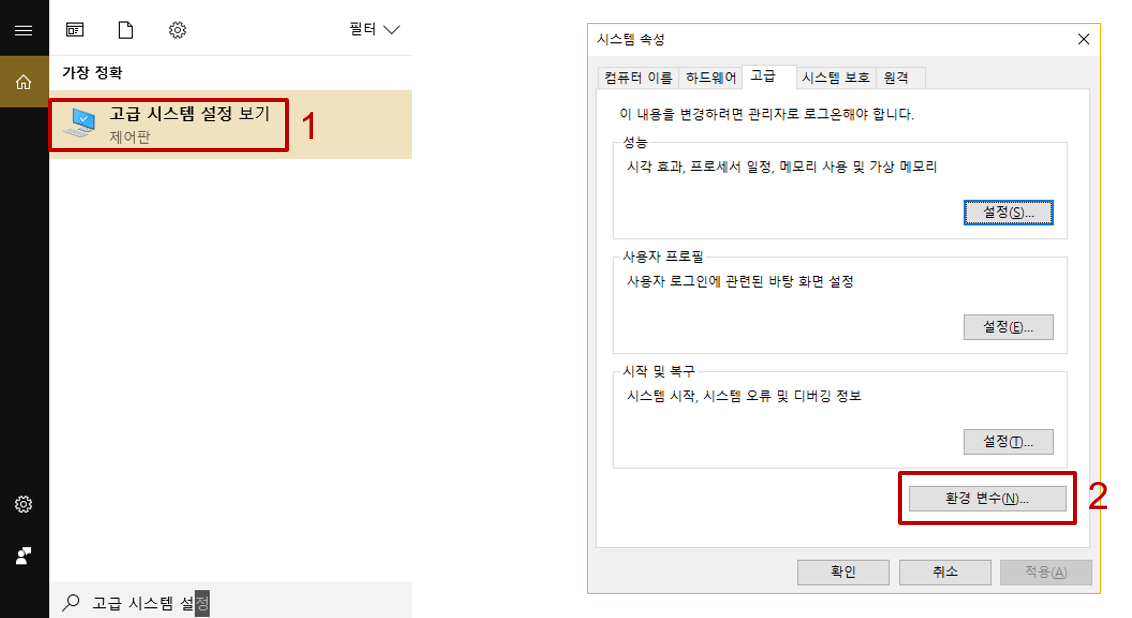 필터
가장 정확
고급 시스템 설정 보기
제어판
1
고급 시스템 설정
시스템 속성
컴퓨터 이름 하드웨어 고급 시스템 보호 원격
이 내용을 변경하려면 관리자로 로그온해야 합니다.
성능
시각 효과, 프로세서 일정, 메모리 사용 및 가상 메모리
설정(S)...
사용자 프로필
사용자 로그인에 관련된 바탕 화면 설정
설정(E)...
시작 및 복구
시스템 시작, 시스템 오류 및 디버깅 정보
설정(T)...
환경 변수(N)...
2
확인 취소 적용(A)